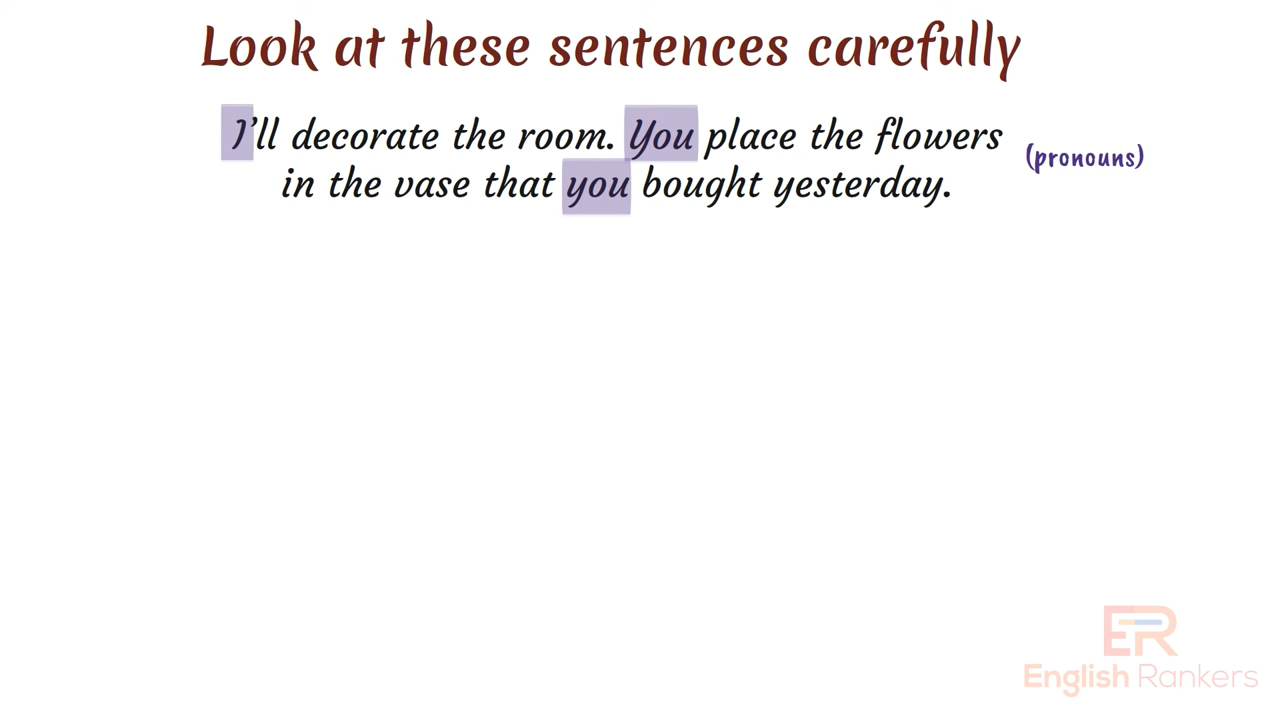 Look at these sentences carefully
I'll decorate the room. You place the flowers
in the vase that you bought yesterday.
(pronouns)
ER
English Rankers